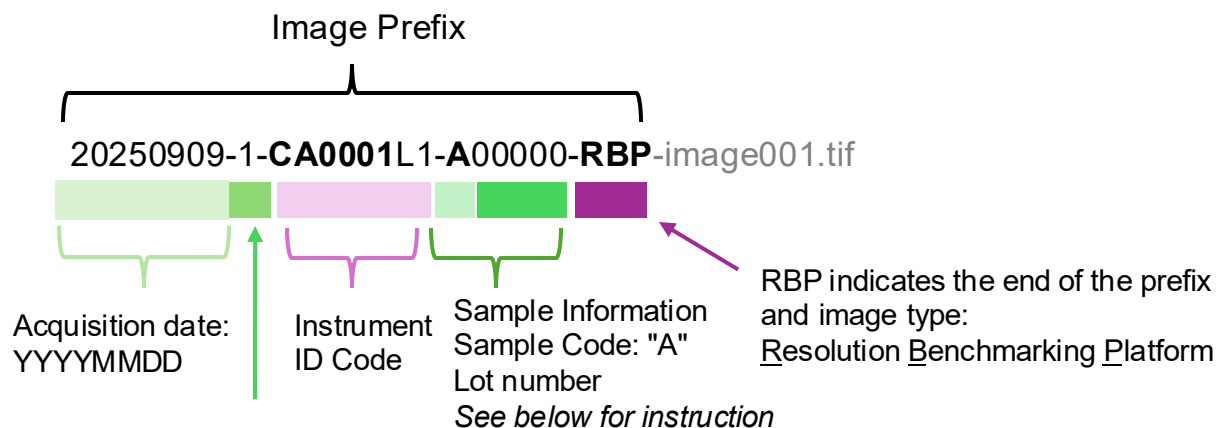 Image Prefix
20250909-1-CA0001L1-A00000-RBP-image001.tif
Acquisition date:
YYYYMMDD
Instrument
ID Code
Sample Information
Sample Code: "A"
Lot number
See below for instruction
RBP indicates the end of the prefix
and image type:
Resolution Benchmarking Platform